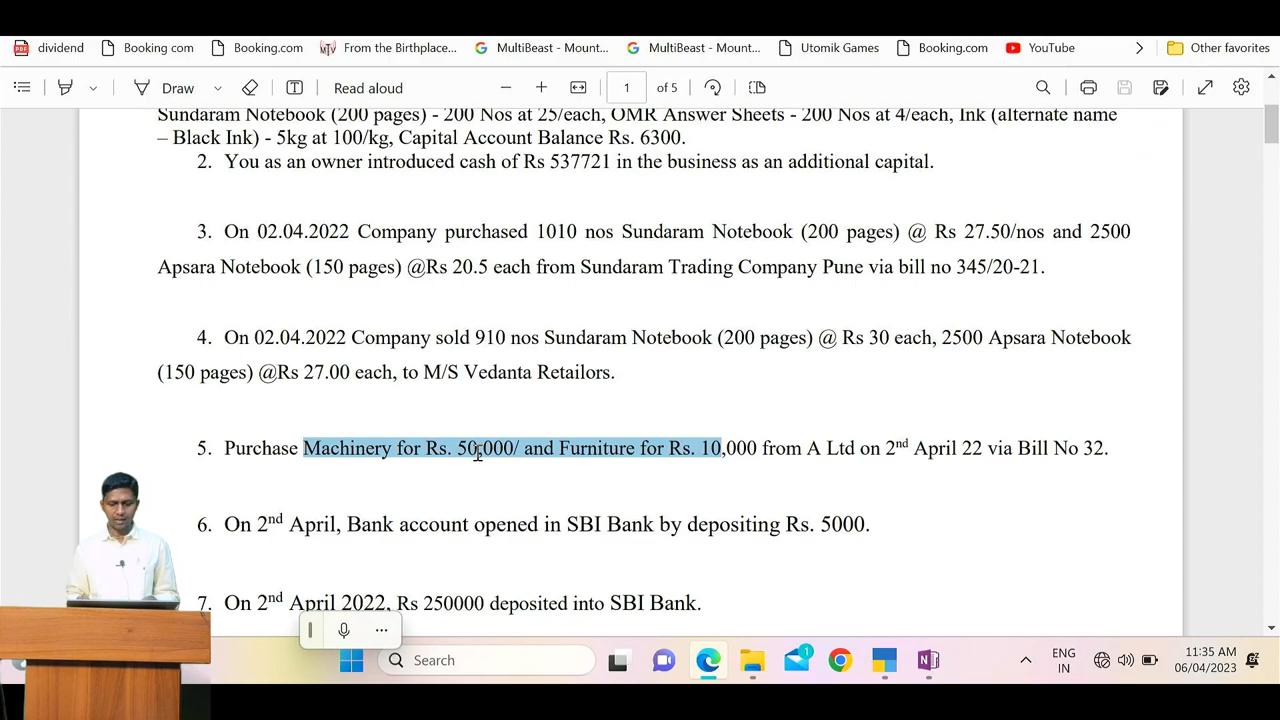 dividend Booking com Booking.com From the Birthplace... MultiBeast - Mount... MultiBeast - Mount... Utomik Games Booking.com YouTube Other favorites
Draw Read aloud 1 of 5
Sundaram Notebook (200 pages) - 200 Nos at 25/each, OMR Answer Sheets - 200 Nos at 4/each, Ink (alternate name
– Black Ink) - 5kg at 100/kg, Capital Account Balance Rs. 6300.
2. You as an owner introduced cash of Rs 537721 in the business as an additional capital.
3. On 02.04.2022 Company purchased 1010 nos Sundaram Notebook (200 pages) @ Rs 27.50/nos and 2500
Apsara Notebook (150 pages) @Rs 20.5 each from Sundaram Trading Company Pune via bill no 345/20-21.
4. On 02.04.2022 Company sold 910 nos Sundaram Notebook (200 pages) @ Rs 30 each, 2500 Apsara Notebook
(150 pages) @Rs 27.00 each, to M/S Vedanta Retailors.
5. Purchase Machinery for Rs. 50,000/ and Furniture for Rs. 10,000 from A Ltd on 2nd April 22 via Bill No 32.
6. On 2nd April, Bank account opened in SBI Bank by depositing Rs. 5000.
7. On 2nd April 2022, Rs 250000 deposited into SBI Bank.
Search 1 ENG 11:35 AM
IN 06/04/2023